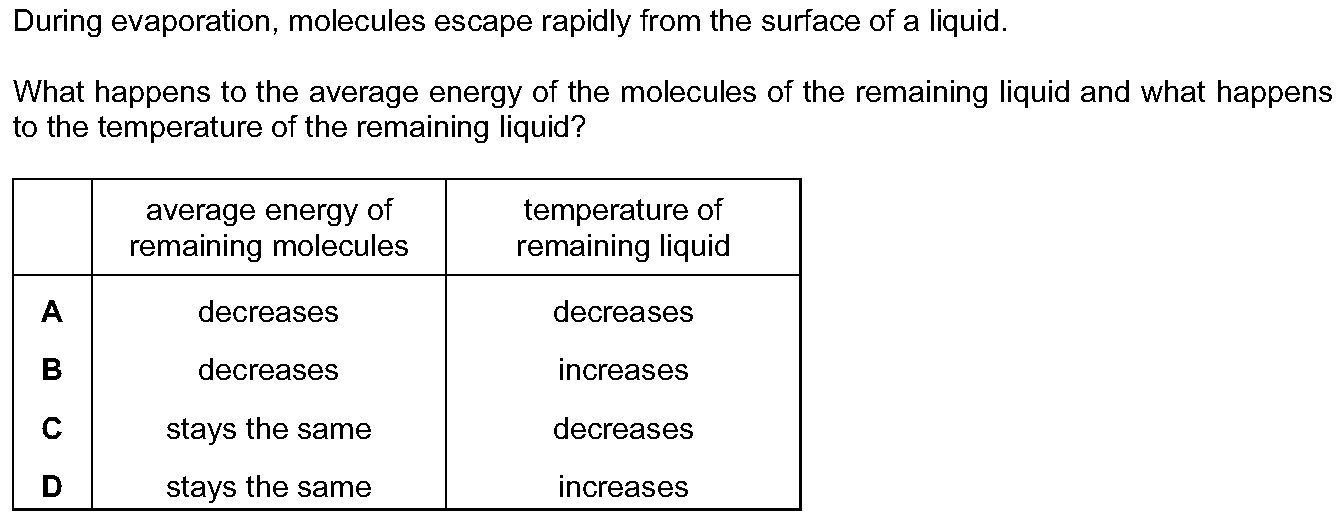 During evaporation, molecules escape rapidly from the surface of a liquid.
What happens to the average energy of the molecules of the remaining liquid and what happens
to the temperature of the remaining liquid?
average energy of remaining molecules temperature of remaining liquid
A decreases decreases
B decreases increases
C stays the same decreases
D stays the same increases